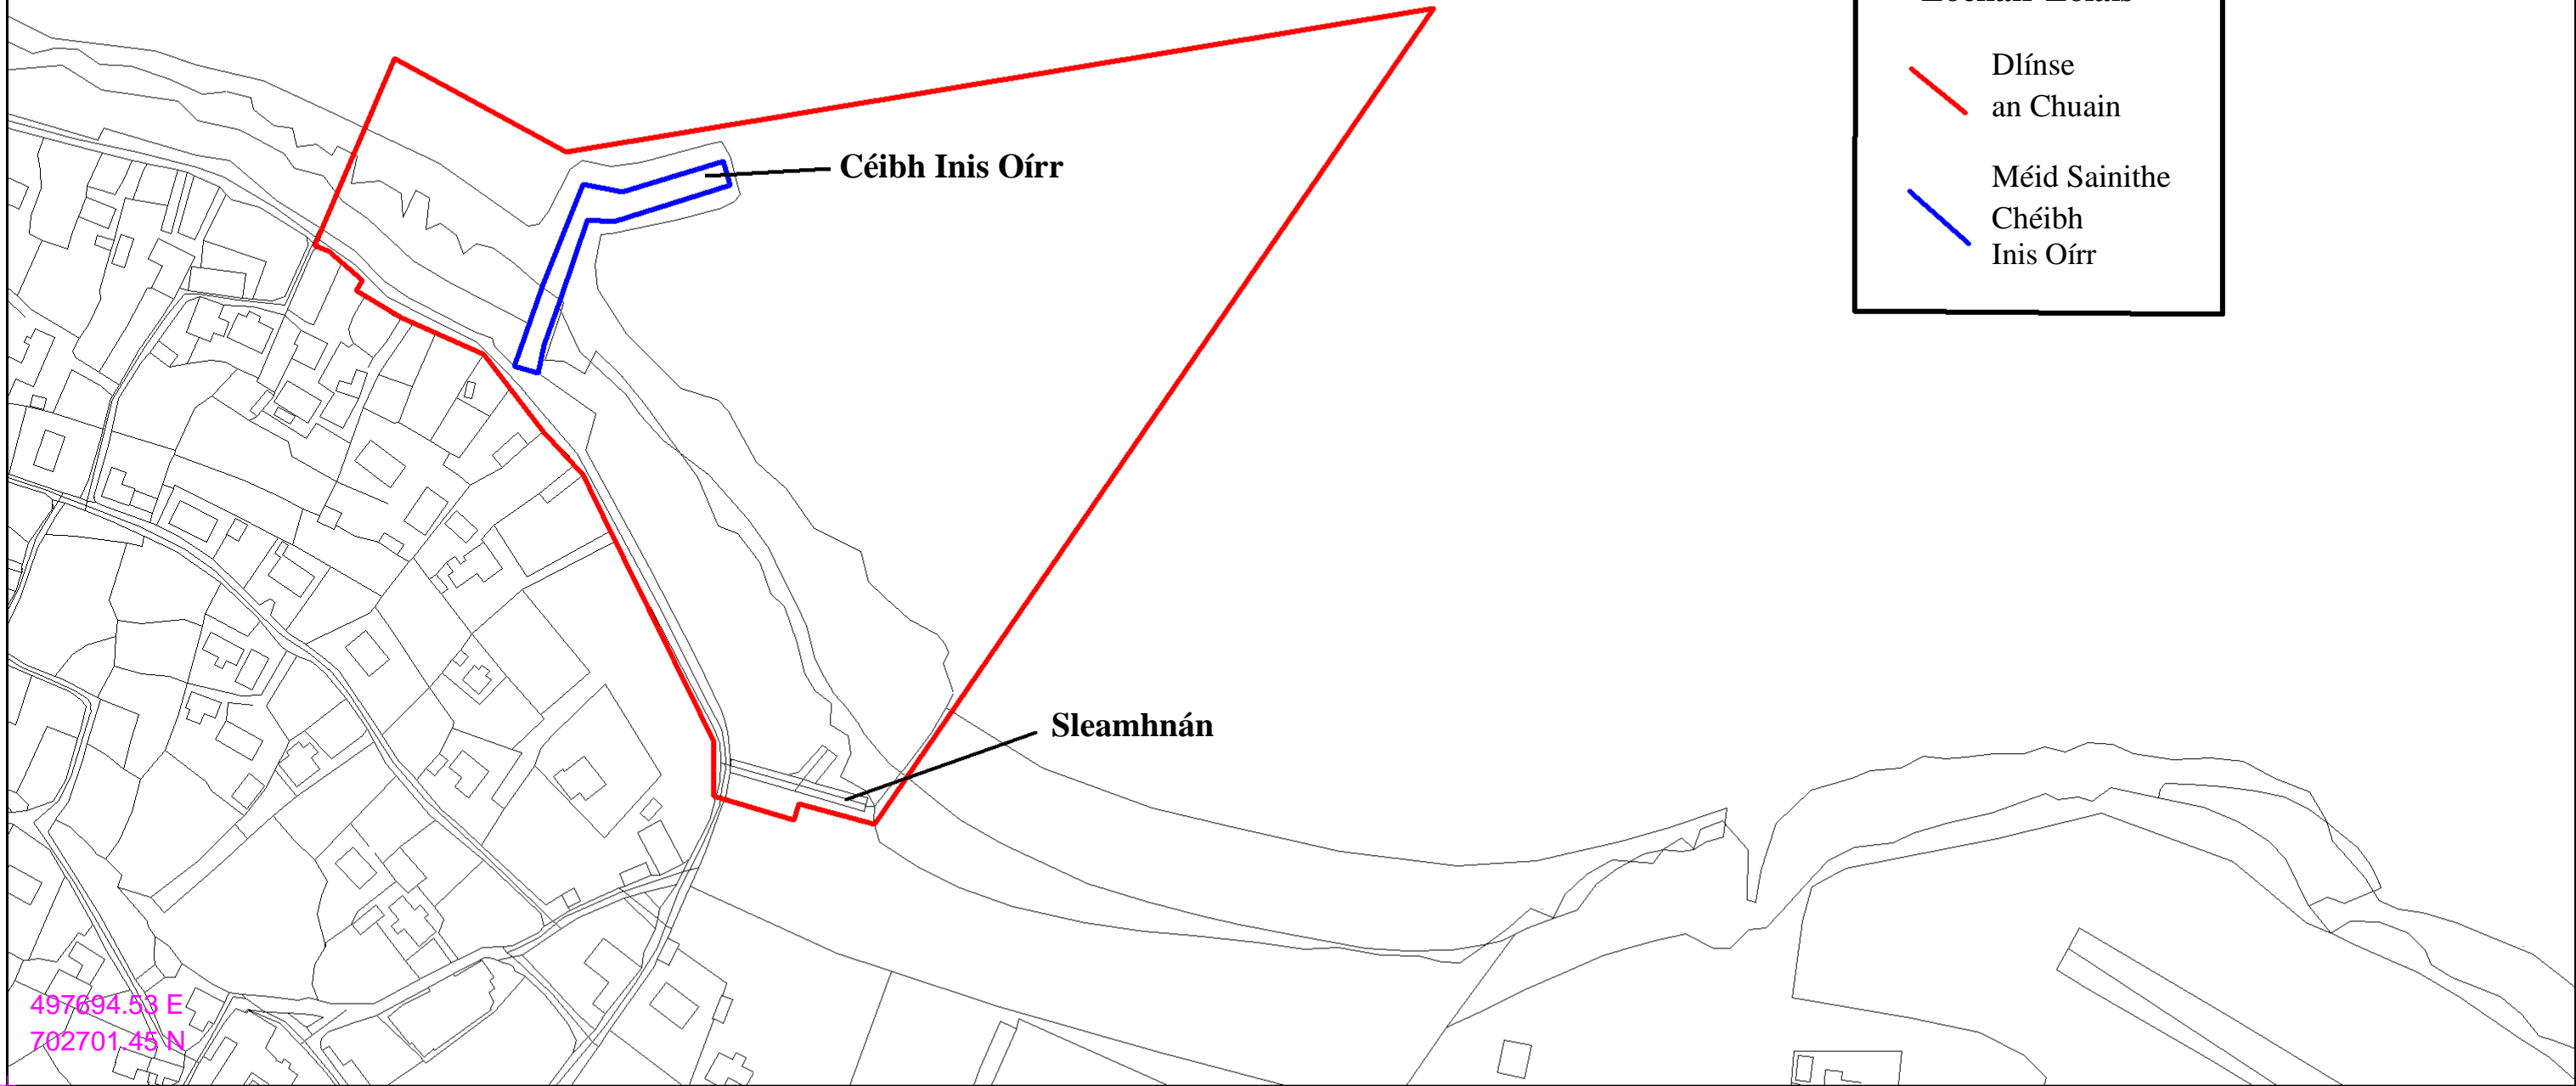 Dlínse
an Chuain
Méid Sainithe
Chéibh
Inis Oírr
Céibh Inis Oírr
Sleamhnán
497694.53 E
702701.45 N